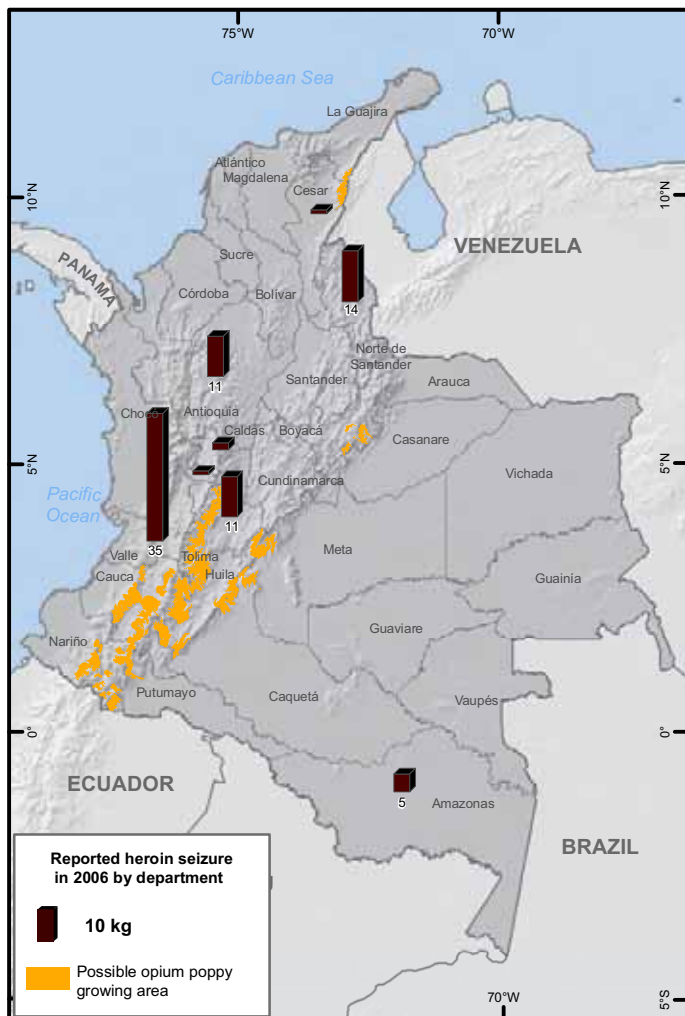 75°W
70°W
Caribbean Sea
La Guajira
Atlántico
Magdalena
Cesar
10°N
10°N
VENEZUELA
PANAMA
Sucre
Córdoba
Bolívar
14
Norte de
Santander
Santander
Arauca
11
Chocó
Antioquia
Caldas
Boyacá
Casanare
5°N
5°N
Cundinamarca
Vichada
Pacific
Ocean
11
35
Valle
Tolima
Meta
Cauca
Huila
Guainía
Nariño
Guaviare
Putumayo
Caquetá
Vaupés
0°
0°
ECUADOR
5
Amazonas
BRAZIL
Reported heroin seizure
in 2006 by department
10 kg
Possible opium poppy
growing area
70°W
5°S